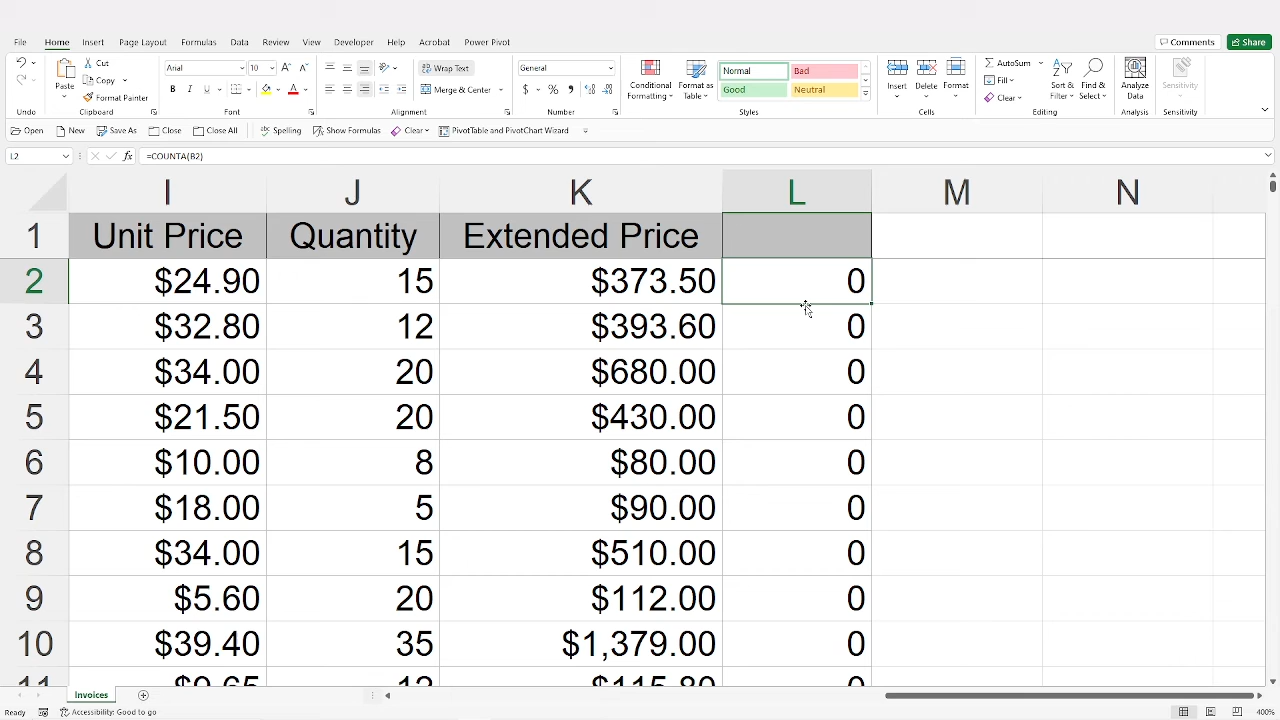 File Home Insert Page Layout Formulas Data Review View Developer Help Acrobat Power Pivot Comments Share
Cut
Copy
Format Painter
Paste
Undo
Clipboard
Arial 10 A A
B I U A
Font
Wrap Text
Merge & Center
Alignment
General
$ % ,
Number
Conditional Formatting
Format as Table
Normal Bad
Good Neutral
Styles
Insert Delete Format
Cells
AutoSum
Fill
Clear
Sort & Filter
Find & Select
Editing
Analyze Data
Analysis
Sensitivity
Sensitivity
Open New Save As Close Close All Spelling Show Formulas Clear PivotTable and PivotChart Wizard
L2 fx =COUNTA(B2)
I J K L M N
1 Unit Price Quantity Extended Price
2 $24.90 15 $373.50 0
3 $32.80 12 $393.60 0
4 $34.00 20 $680.00 0
5 $21.50 20 $430.00 0
6 $10.00 8 $80.00 0
7 $18.00 5 $90.00 0
8 $34.00 15 $510.00 0
9 $5.60 20 $112.00 0
10 $39.40 35 $1,379.00 0
11 $9.65 12 $115.80 0
Invoices
Ready Accessibility: Good to go 400%